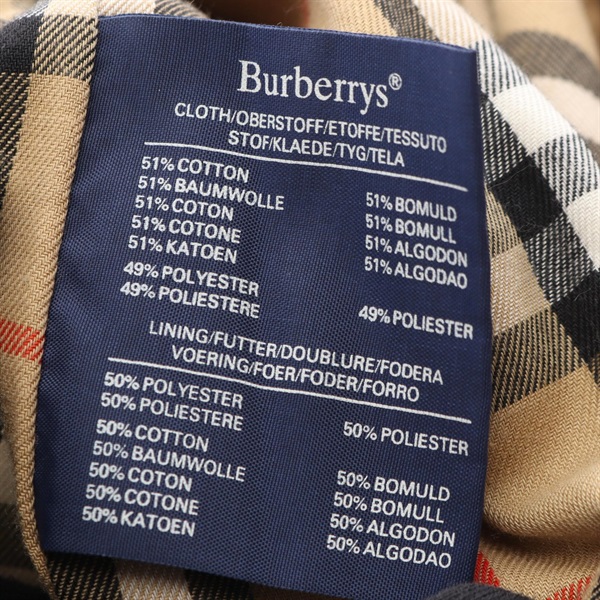 Burberrys®
CLOTH/OBERSTOFF/ETOFFE/TESSUTO
STOF/KLAEDE/TYG/TELA
51% COTTON
51% BAUMWOLLE
51% COTON
51% COTONE
51% KATOEN
51% BOMULD
51% BOMULL
51% ALGODON
51% ALGODAO
49% POLYESTER
49% POLIESTERE
49% POLIESTER
LINING/FUTTER/DOUBLURE/FODERA
VOERING/FOER/FODER/FORRO
50% POLYESTER
50% POLIESTERE
50% POLIESTER
50% COTTON
50% BAUMWOLLE
50% COTON
50% COTONE
50% KATOEN
50% BOMULD
50% BOMULL
50% ALGODON
50% ALGODAO